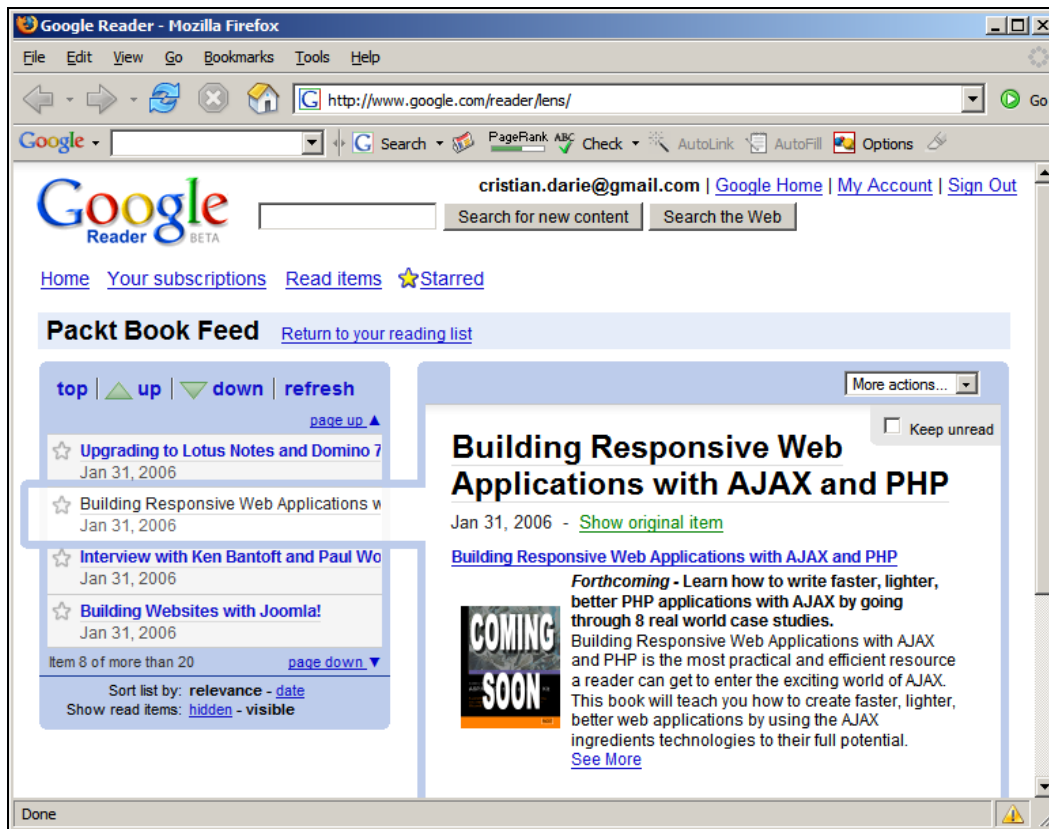 Google Reader - Mozilla Firefox
File Edit View Go Bookmarks Tools Help
G http://www.google.com/reader/lens/ Go
Google G Search PageRank ABC Check AutoLink AutoFill Options
cristian.darie@gmail.com | Google Home | My Account | Sign Out
Google Reader BETA
Search for new content Search the Web
Home Your subscriptions Read items Starred
Packt Book Feed Return to your reading list
top up down refresh
page up
Upgrading to Lotus Notes and Domino 7
Jan 31, 2006
Building Responsive Web Applications w
Jan 31, 2006
Interview with Ken Bantoft and Paul Wo
Jan 31, 2006
Building Websites with Joomla!
Jan 31, 2006
Item 8 of more than 20 page down
Sort list by: relevance - date
Show read items: hidden - visible
More actions...
Keep unread
Building Responsive Web
Applications with AJAX and PHP
Jan 31, 2006 - Show original item
Building Responsive Web Applications with AJAX and PHP
COMING
SOON
Forthcoming - Learn how to write faster, lighter,
better PHP applications with AJAX by going
through 8 real world case studies.
Building Responsive Web Applications with AJAX
and PHP is the most practical and efficient resource
a reader can get to enter the exciting world of AJAX.
This book will teach you how to create faster, lighter,
better web applications by using the AJAX
ingredients technologies to their full potential.
See More
Done